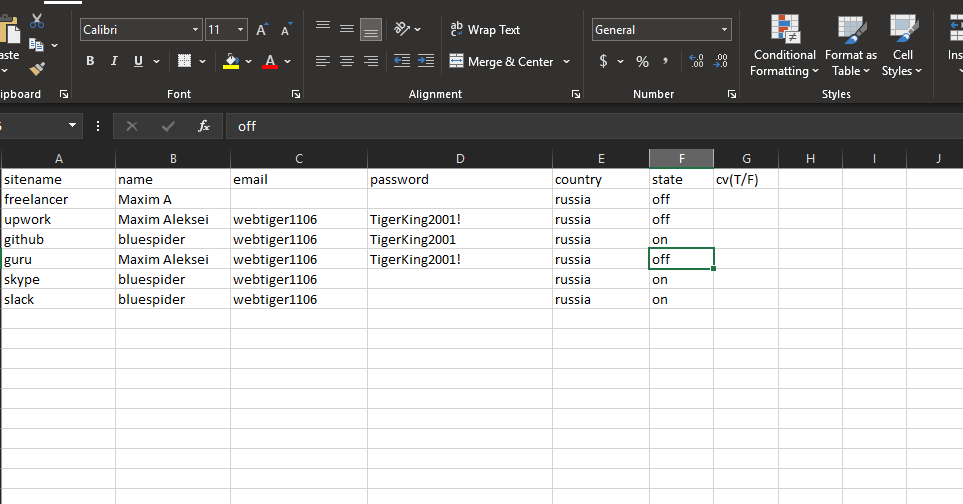 Calibri 11 A A ab Wrap Text General
aste B I U A Merge & Center $ % , .00 .00 Conditional Formatting Format as Table Cell Styles Ins
ipboard Font Alignment Number Styles
fx off
A B C D E F G H I J
sitename name email password country state cv(T/F)
freelancer Maxim A russia off
upwork Maxim Aleksei webtiger1106 TigerKing2001! russia off
github bluespider webtiger1106 TigerKing2001 russia on
guru Maxim Aleksei webtiger1106 TigerKing2001! russia off
skype bluespider webtiger1106 russia on
slack bluespider webtiger1106 russia on